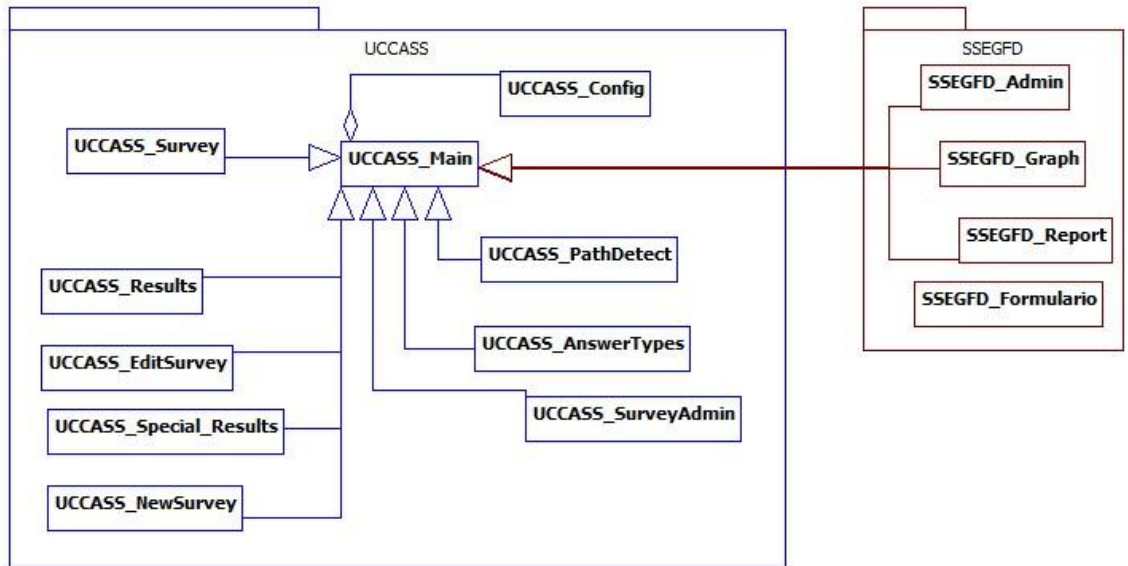 UCCASS
SSEGFD
UCCASS_Config
SSEGFD_Admin
UCCASS_Survey
UCCASS_Main
SSEGFD_Graph
UCCASS_PathDetect
SSEGFD_Report
UCCASS_Results
SSEGFD_Formulario
UCCASS_EditSurvey
UCCASS_AnswerTypes
UCCASS_Special_Results
UCCASS_SurveyAdmin
UCCASS_NewSurvey